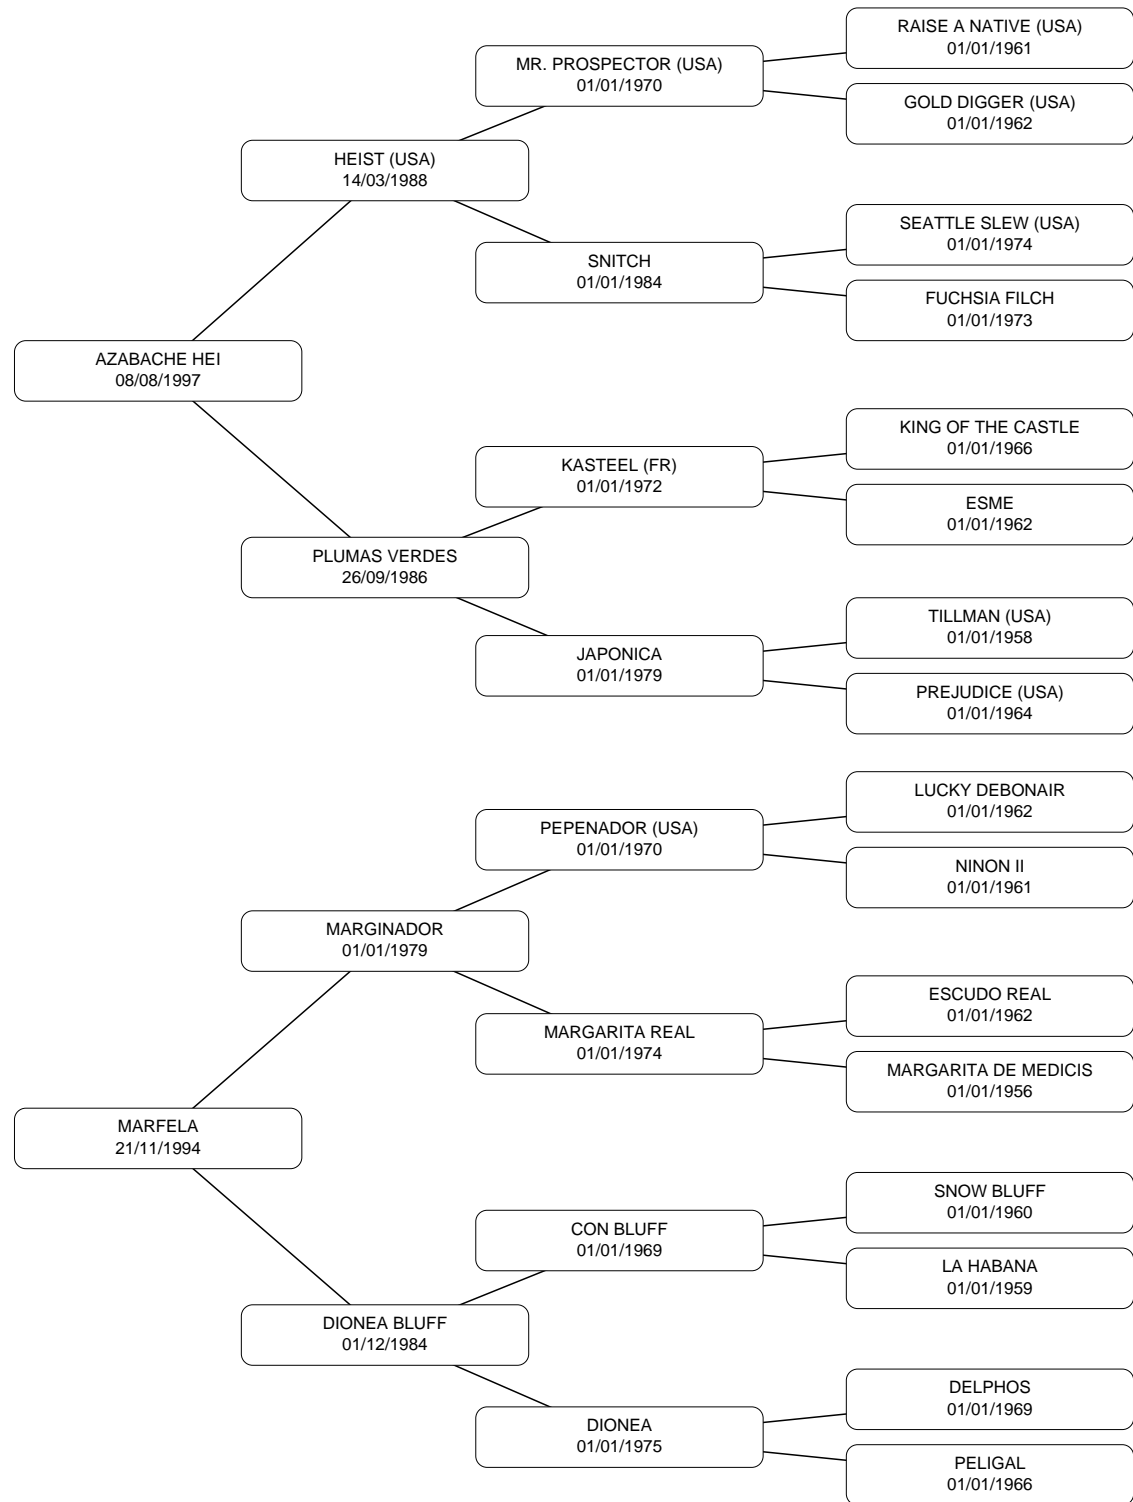 RAISE A NATIVE (USA)
01/01/1961
MR. PROSPECTOR (USA)
01/01/1970
GOLD DIGGER (USA)
01/01/1962
HEIST (USA)
14/03/1988
SEATTLE SLEW (USA)
01/01/1974
SNITCH
01/01/1984
FUCHSIA FILCH
01/01/1973
AZABACHE HEI
08/08/1997
KING OF THE CASTLE
01/01/1966
KASTEEL (FR)
01/01/1972
ESME
01/01/1962
PLUMAS VERDES
26/09/1986
TILLMAN (USA)
01/01/1958
JAPONICA
01/01/1979
PREJUDICE (USA)
01/01/1964
LUCKY DEBONAIR
01/01/1962
PEPENADOR (USA)
01/01/1970
NINON II
01/01/1961
MARGINADOR
01/01/1979
ESCUDO REAL
01/01/1962
MARGARITA REAL
01/01/1974
MARGARITA DE MEDICIS
01/01/1956
MARFELA
21/11/1994
SNOW BLUFF
01/01/1960
CON BLUFF
01/01/1969
LA HABANA
01/01/1959
DIONEA BLUFF
01/12/1984
DELPHOS
01/01/1969
DIONEA
01/01/1975
PELIGAL
01/01/1966